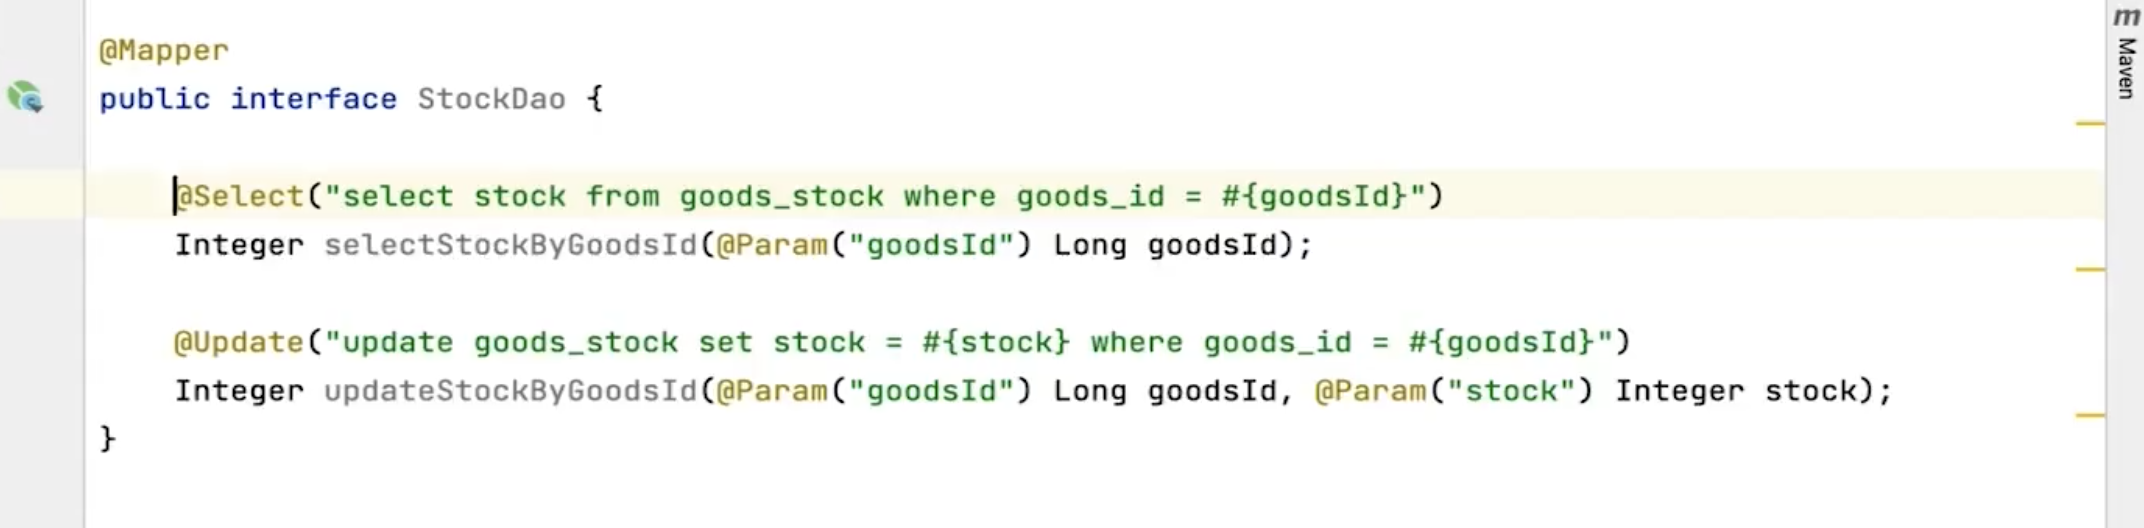 @Mapper
public interface StockDao {
@Select("select stock from goods_stock where goods_id = #{goodsId}")
Integer selectStockByGoodsId(@Param("goodsId") Long goodsId);
@Update("update goods_stock set stock = #{stock} where goods_id = #{goodsId}")
Integer updateStockByGoodsId(@Param("goodsId") Long goodsId, @Param("stock") Integer stock);
}
m Maven